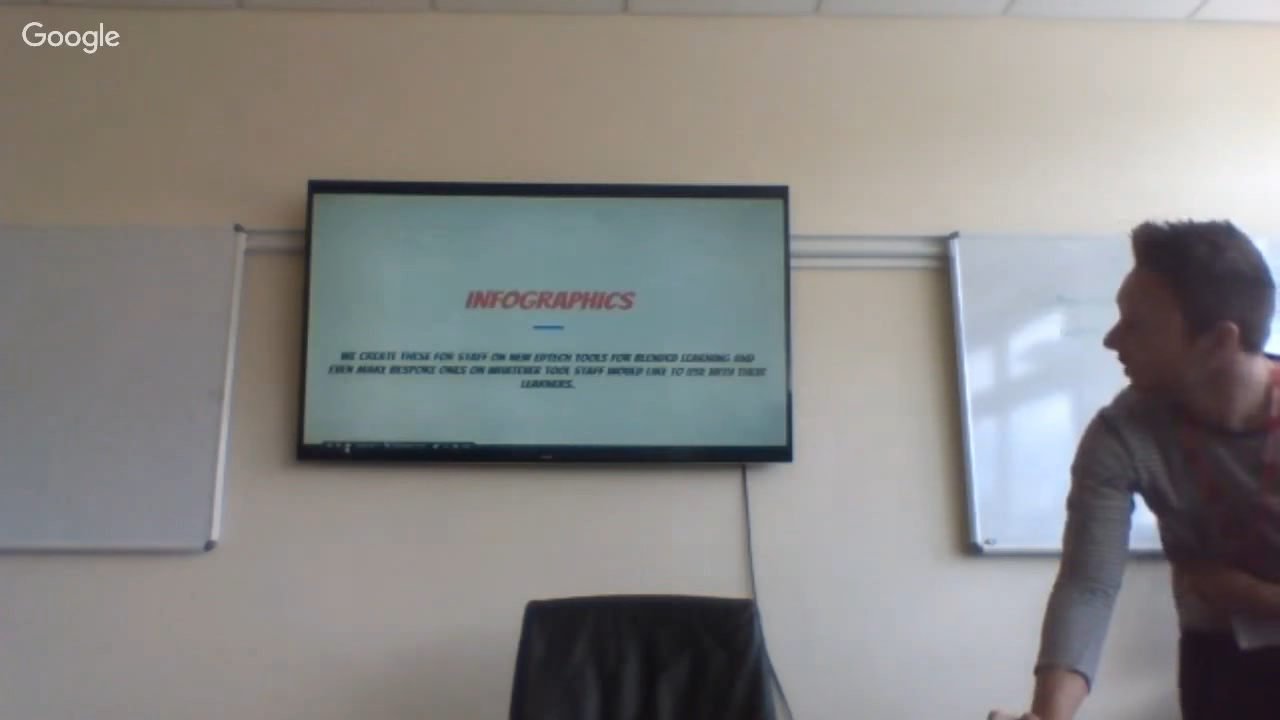 Google
INFOGRAPHICS
WE CREATE THESE FOR STAFF ON NEW EDTECH TOOLS FOR BLENDED LEARNING AND
EVEN MAKE BESPOKE ONES ON WHATEVER TOOL STAFF WOULD LIKE TO USE WITH THEIR
LEARNERS.